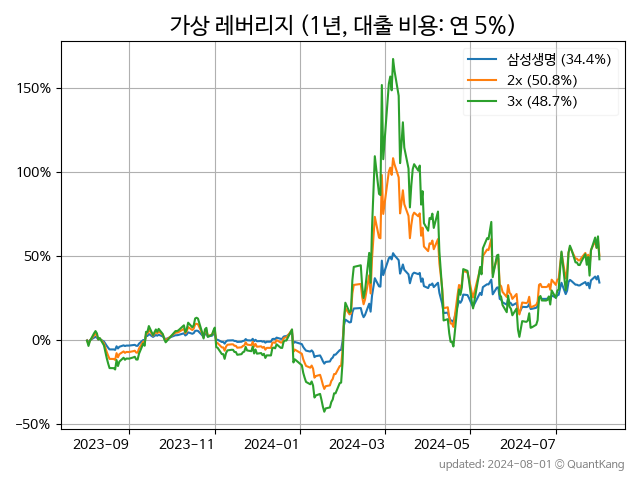 가상 레버리지 (1년, 대출 비용: 연 5%)
삼성생명 (34.4%)
2x (50.8%)
3x (48.7%)
150%
100%
50%
0%
−50%
2023-09 2023-11 2024-01 2024-03 2024-05 2024-07
updated: 2024-08-01 © QuantKang